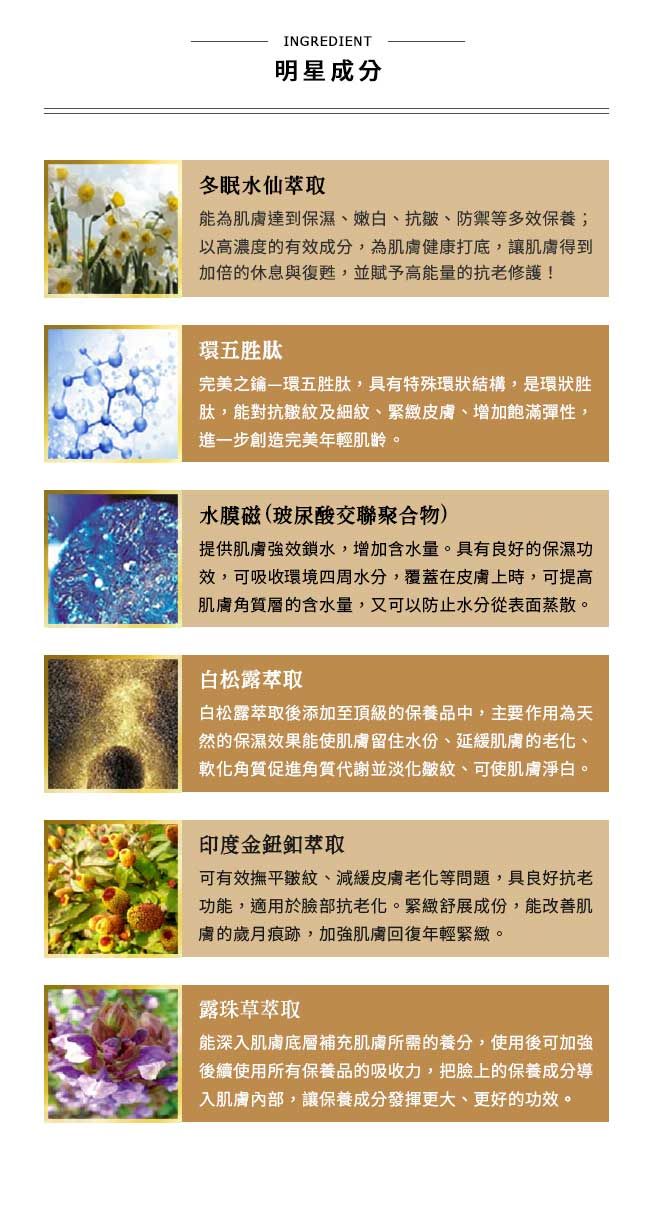 INGREDIENT
明星成分
冬眠水仙萃取
能為肌膚達到保濕、嫩白、抗皺、防禦等多效保養；
以高濃度的有效成分，為肌膚健康打底，讓肌膚得到
加倍的休息與復甦，並賦予高能量的抗老修護！
環五胜肽
完美之鑰—環五胜肽，具有特殊環狀結構，是環狀胜
肽，能對抗皺紋及細紋、緊緻皮膚、增加飽滿彈性，
進一步創造完美年輕肌齡。
水膜磁(玻尿酸交聯聚合物)
提供肌膚強效鎖水，增加含水量。具有良好的保濕功
效，可吸收環境四周水分，覆蓋在皮膚上時，可提高
肌膚角質層的含水量，又可以防止水分從表面蒸散。
白松露萃取
白松露萃取後添加至頂級的保養品中，主要作用為天
然的保濕效果能使肌膚留住水份、延緩肌膚的老化、
軟化角質促進角質代謝並淡化皺紋、可使肌膚淨白。
印度金鈕釦萃取
可有效撫平皺紋、減緩皮膚老化等問題，具良好抗老
功能，適用於臉部抗老化。緊緻舒展成份，能改善肌
膚的歲月痕跡，加強肌膚回復年輕緊緻。
露珠草萃取
能深入肌膚底層補充肌膚所需的養分，使用後可加強
後續使用所有保養品的吸收力，把臉上的保養成分導
入肌膚內部，讓保養成分發揮更大、更好的功效。